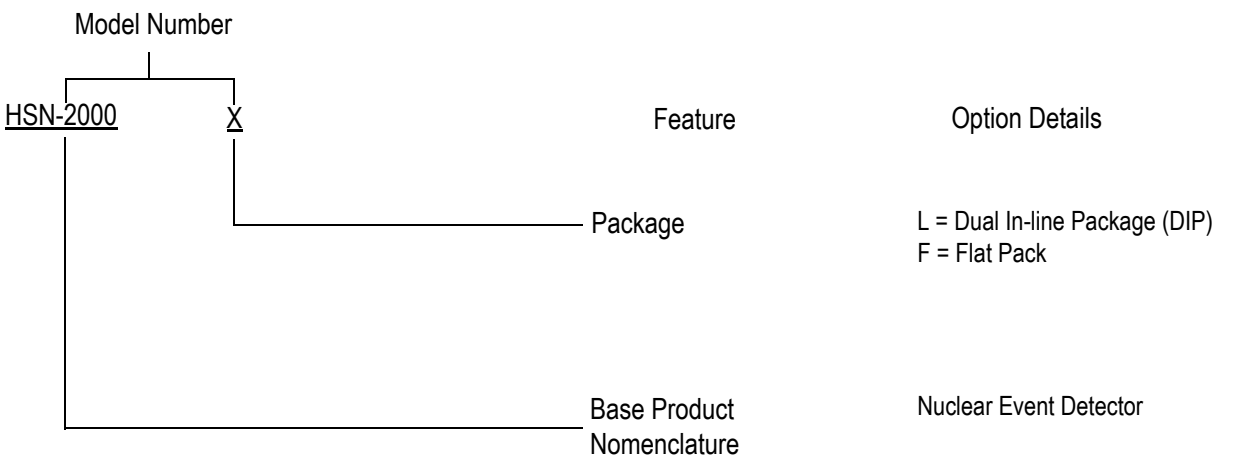 Model Number
HSN-2000 X Feature Option Details
Package L = Dual In-line Package (DIP)
F = Flat Pack
Base Product Nuclear Event Detector
Nomenclature